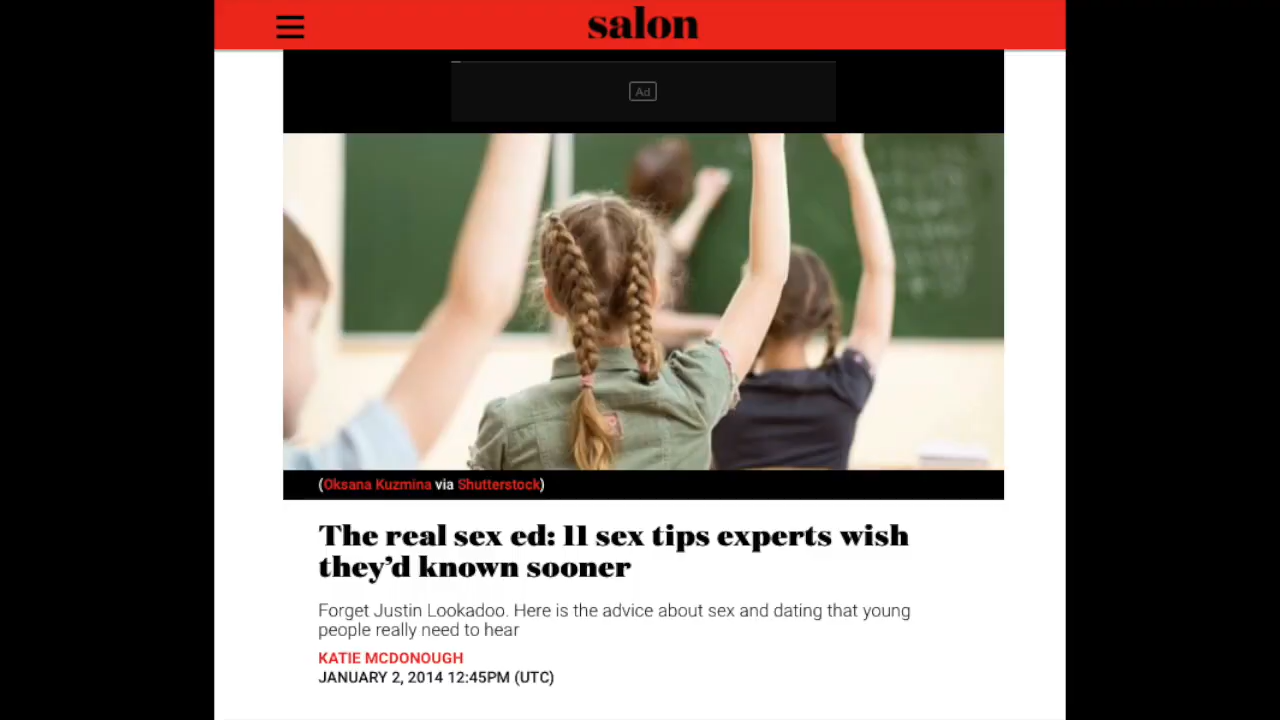 salon
Ad
(Oksana Kuzmina via Shutterstock)
The real sex ed: 11 sex tips experts wish
they’d known sooner
Forget Justin Lookadoo. Here is the advice about sex and dating that young
people really need to hear
KATIE MCDONOUGH
JANUARY 2, 2014 12:45PM (UTC)